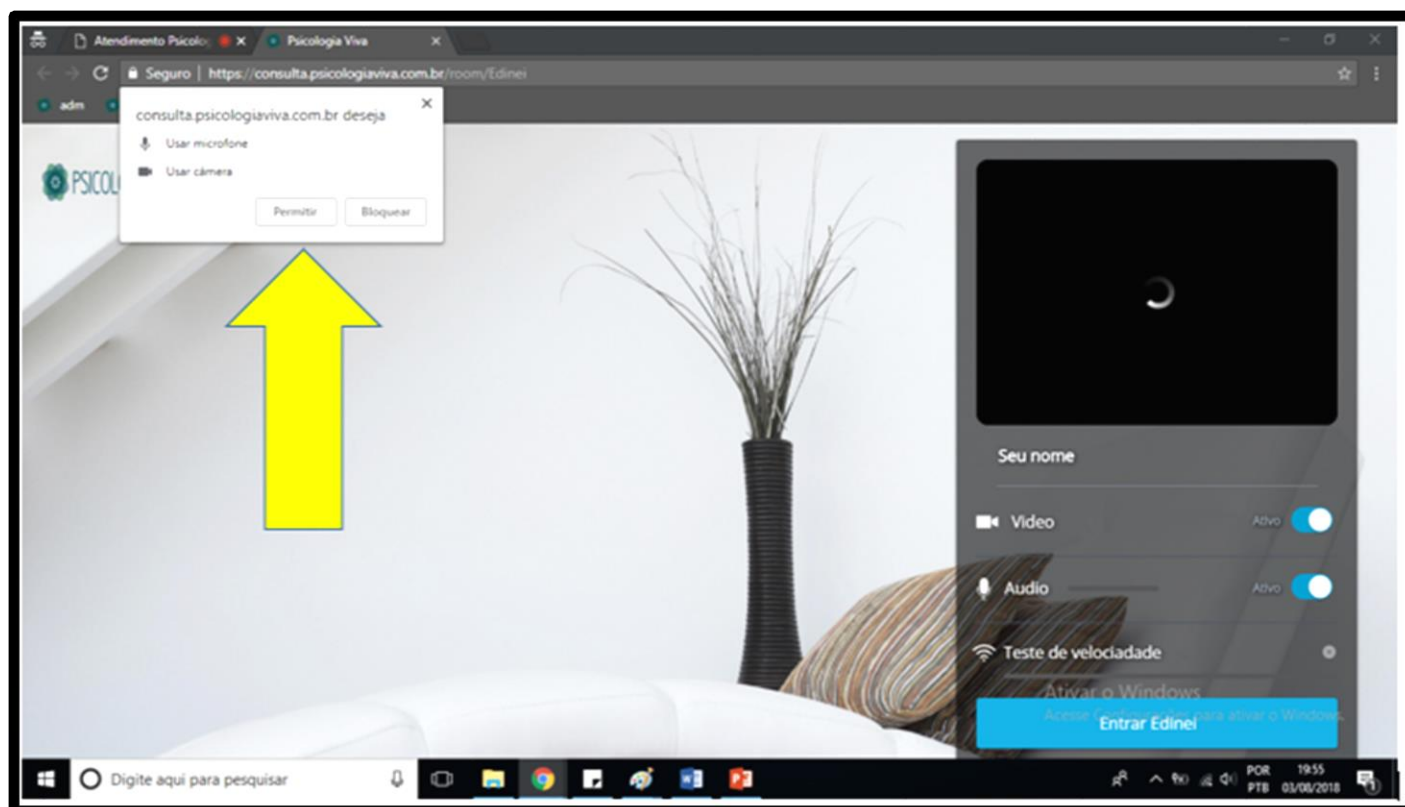 Atendimento Psicolo
Psicologia Viva
Seguro | https://consulta.psicologiaviva.com.br/room/Edinei
adm
consulta.psicologiaviva.com.br deseja
Usar microfone
Usar câmera
Permitir
Bloquear
PSICOL
Seu nome
Video
Ativo
Audio
Ativo
Teste de velociadade
Ativar o Windows
Acesse Configurações para ativar o Windows.
Entrar Edinei
Digite aqui para pesquisar
POR
PTB
19:55
03/08/2018